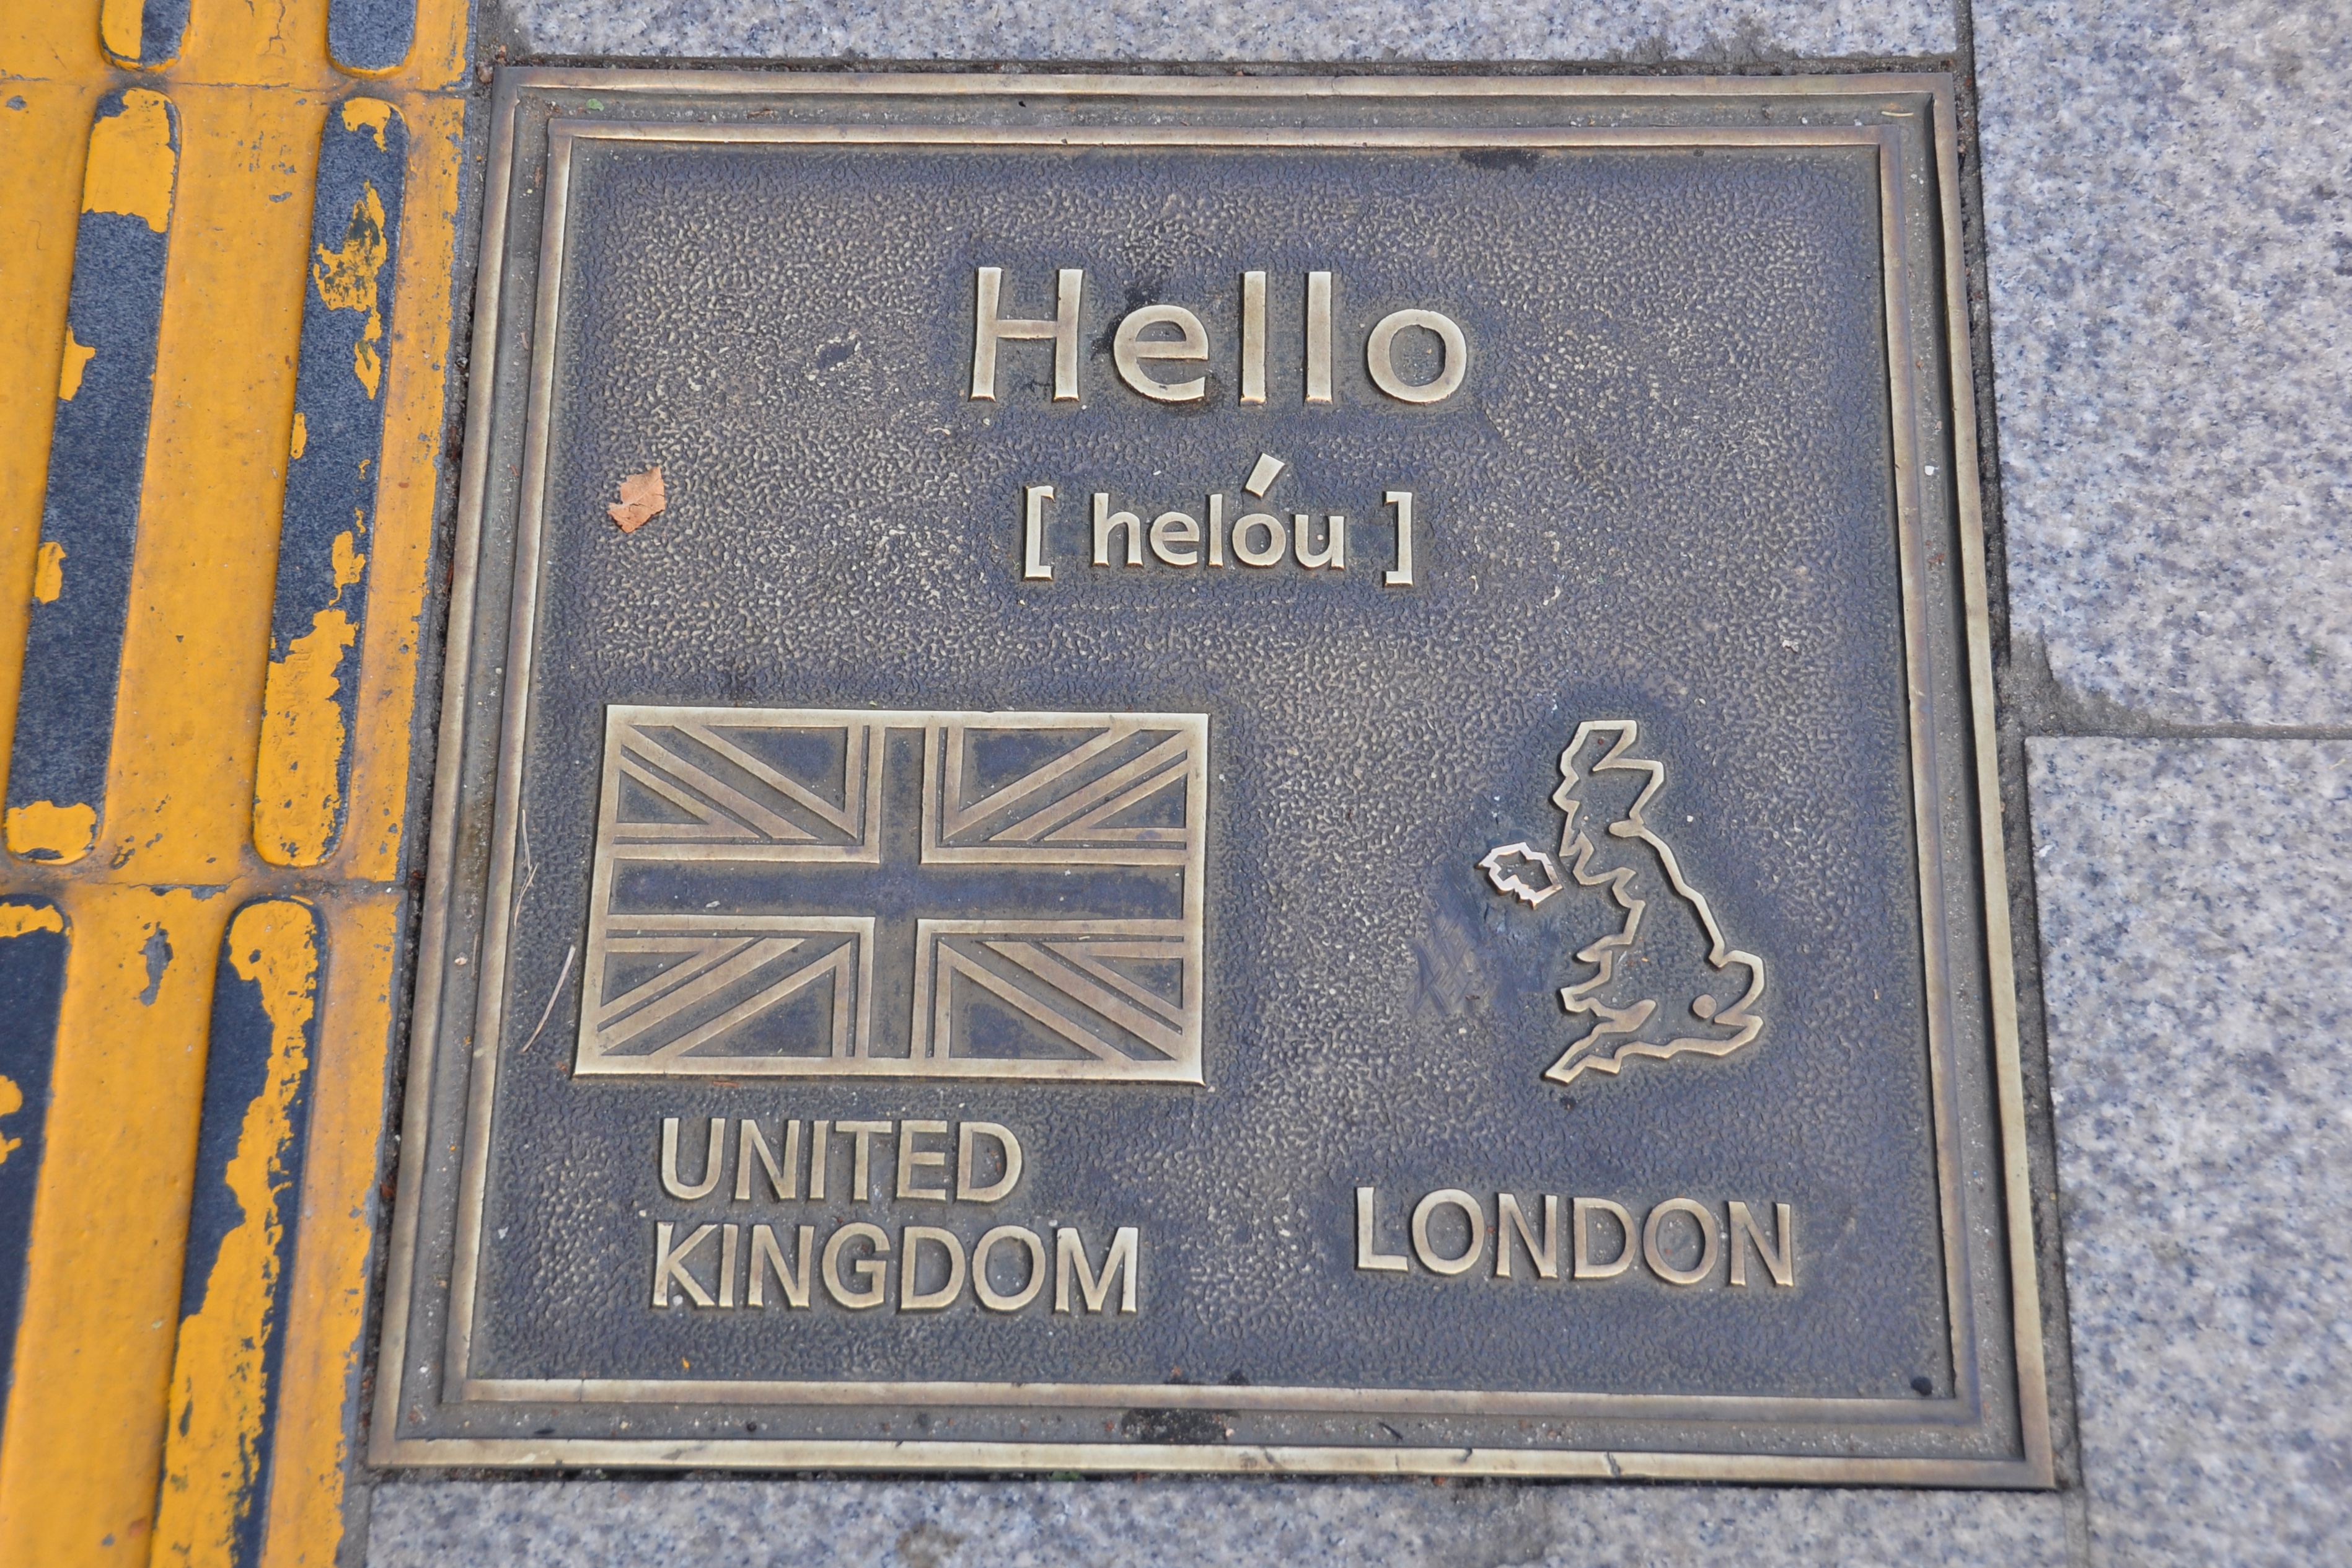 Hello
[ helóu ]
UNITED
KINGDOM
LONDON